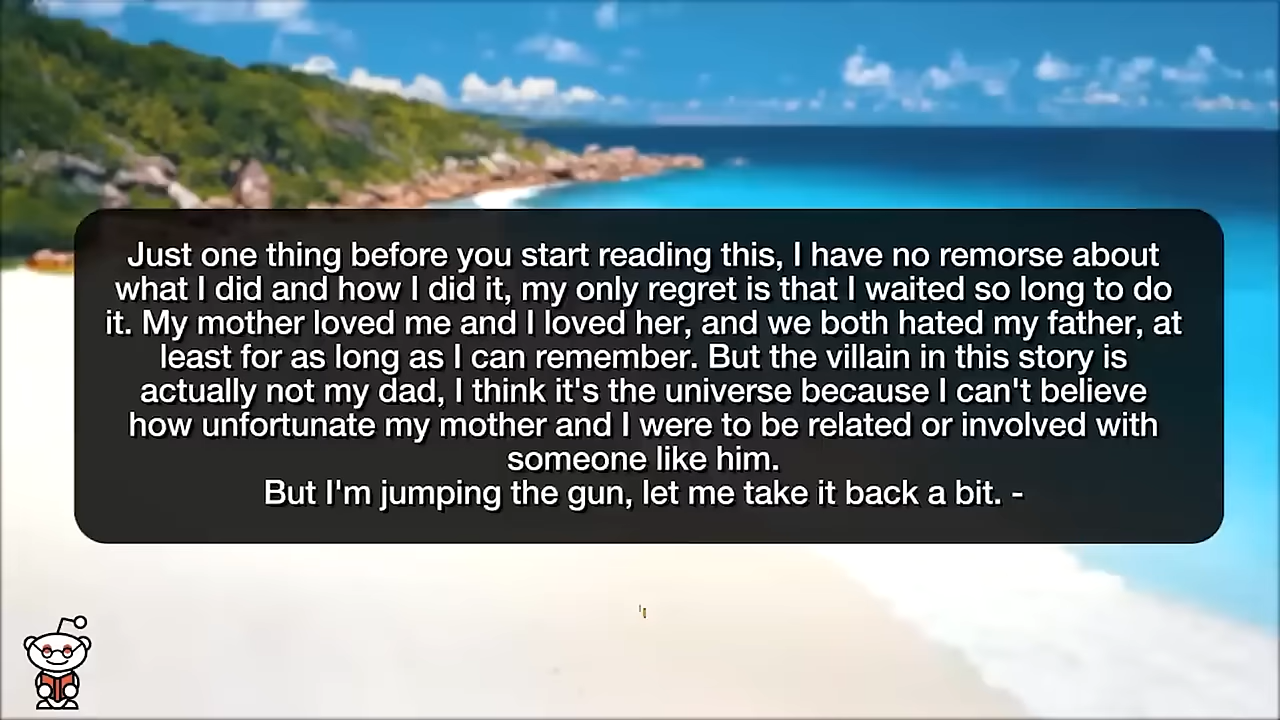 Just one thing before you start reading this, I have no remorse about
what I did and how I did it, my only regret is that I waited so long to do
it. My mother loved me and I loved her, and we both hated my father, at
least for as long as I can remember. But the villain in this story is
actually not my dad, I think it's the universe because I can't believe
how unfortunate my mother and I were to be related or involved with
someone like him.
But I'm jumping the gun, let me take it back a bit. -